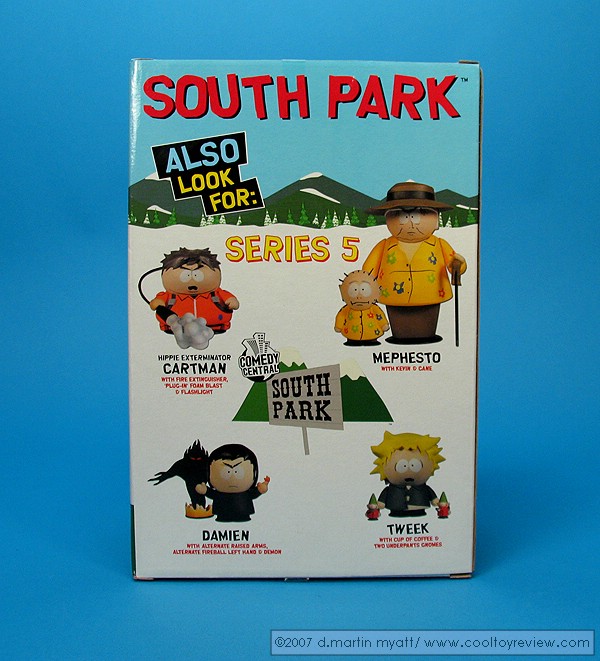 SOUTH PARK™
ALSO
LOOK
FOR:
SERIES 5
HIPPIE EXTERMINATOR
CARTMAN
WITH FIRE EXTINGUISHER,
'PLUG-IN' FOAM BLAST
& FLASHLIGHT
MEPHESTO
WITH KEVIN & CANE
COMEDY
CENTRAL
SOUTH
PARK
DAMIEN
WITH ALTERNATE RAISED ARMS,
ALTERNATE FIREBALL LEFT HAND & DEMON
TWEEK
WITH CUP OF COFFEE &
TWO UNDERPANTS GNOMES
©2007 d.martin myatt/ www.cooltoyreview.com